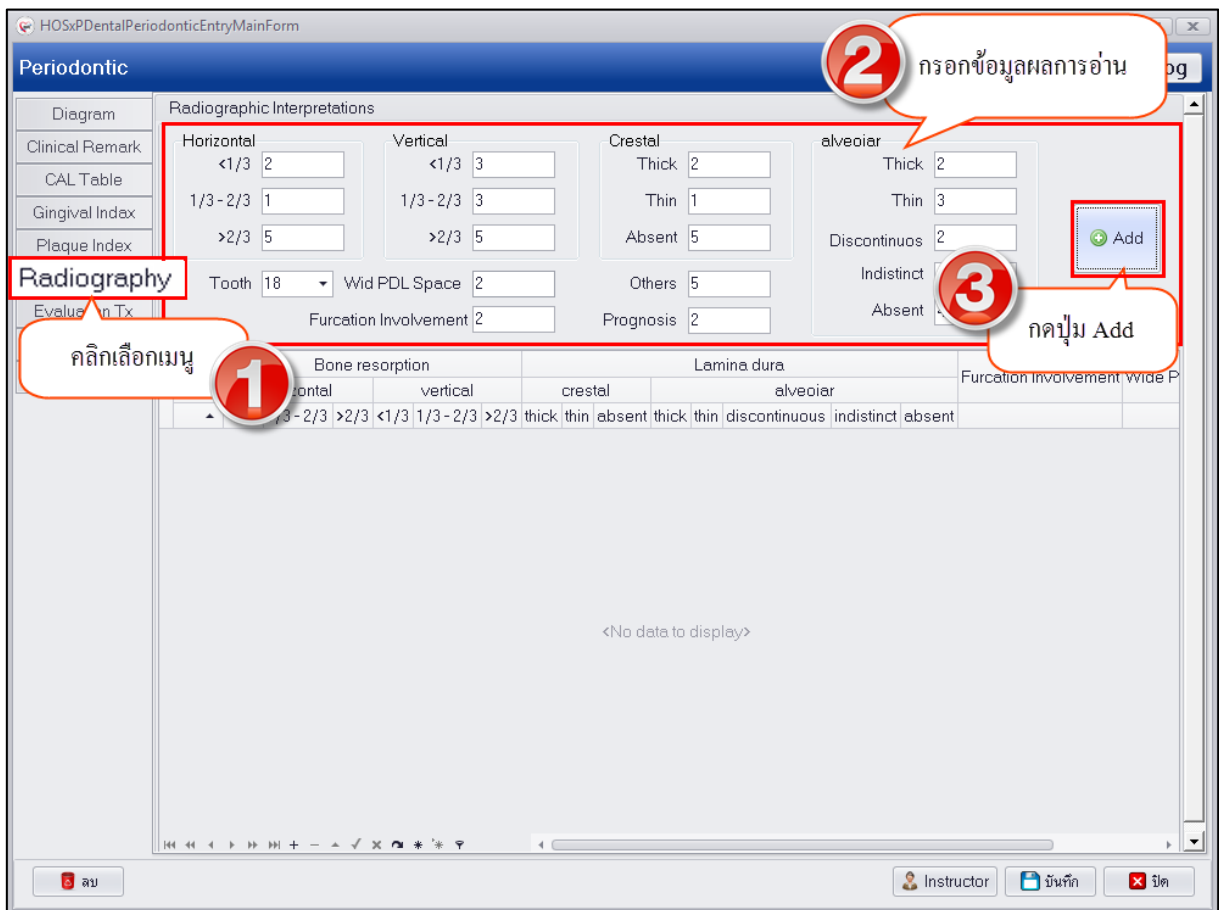 HOSxPDentalPeriodonticEntryMainForm
Periodontic
2
กรอกข้อมูลผลการอ่าน
Diagram
Clinical Remark
CAL Table
Gingival Indax
Plaque Index
Radiography
Radiographic Interpretations
Horizontal
<1/3 2
1/3 - 2/3 1
>2/3 5
Vertical
<1/3 3
1/3 - 2/3 3
>2/3 5
Crestal
Thick 2
Thin 1
Absent 5
alveoiar
Thick 2
Thin 3
Discontinuos 2
Indistinct
Absent
Add
Tooth 18
Wid PDL Space 2
Others 5
Furcation Involvement 2
Prognosis 2
3
กดปุ่ม Add
คลิกเลือกเมนู
1
Bone resorption
Lamina dura
Furcation Involvement
Wide P
vertical
crestal
alveoiar
>2/3 <1/3 1/3 - 2/3 >2/3 thick thin absent thick thin discontinuous indistinct absent
<No data to display>
ลบ
Instructor
บันทึก
ปิด